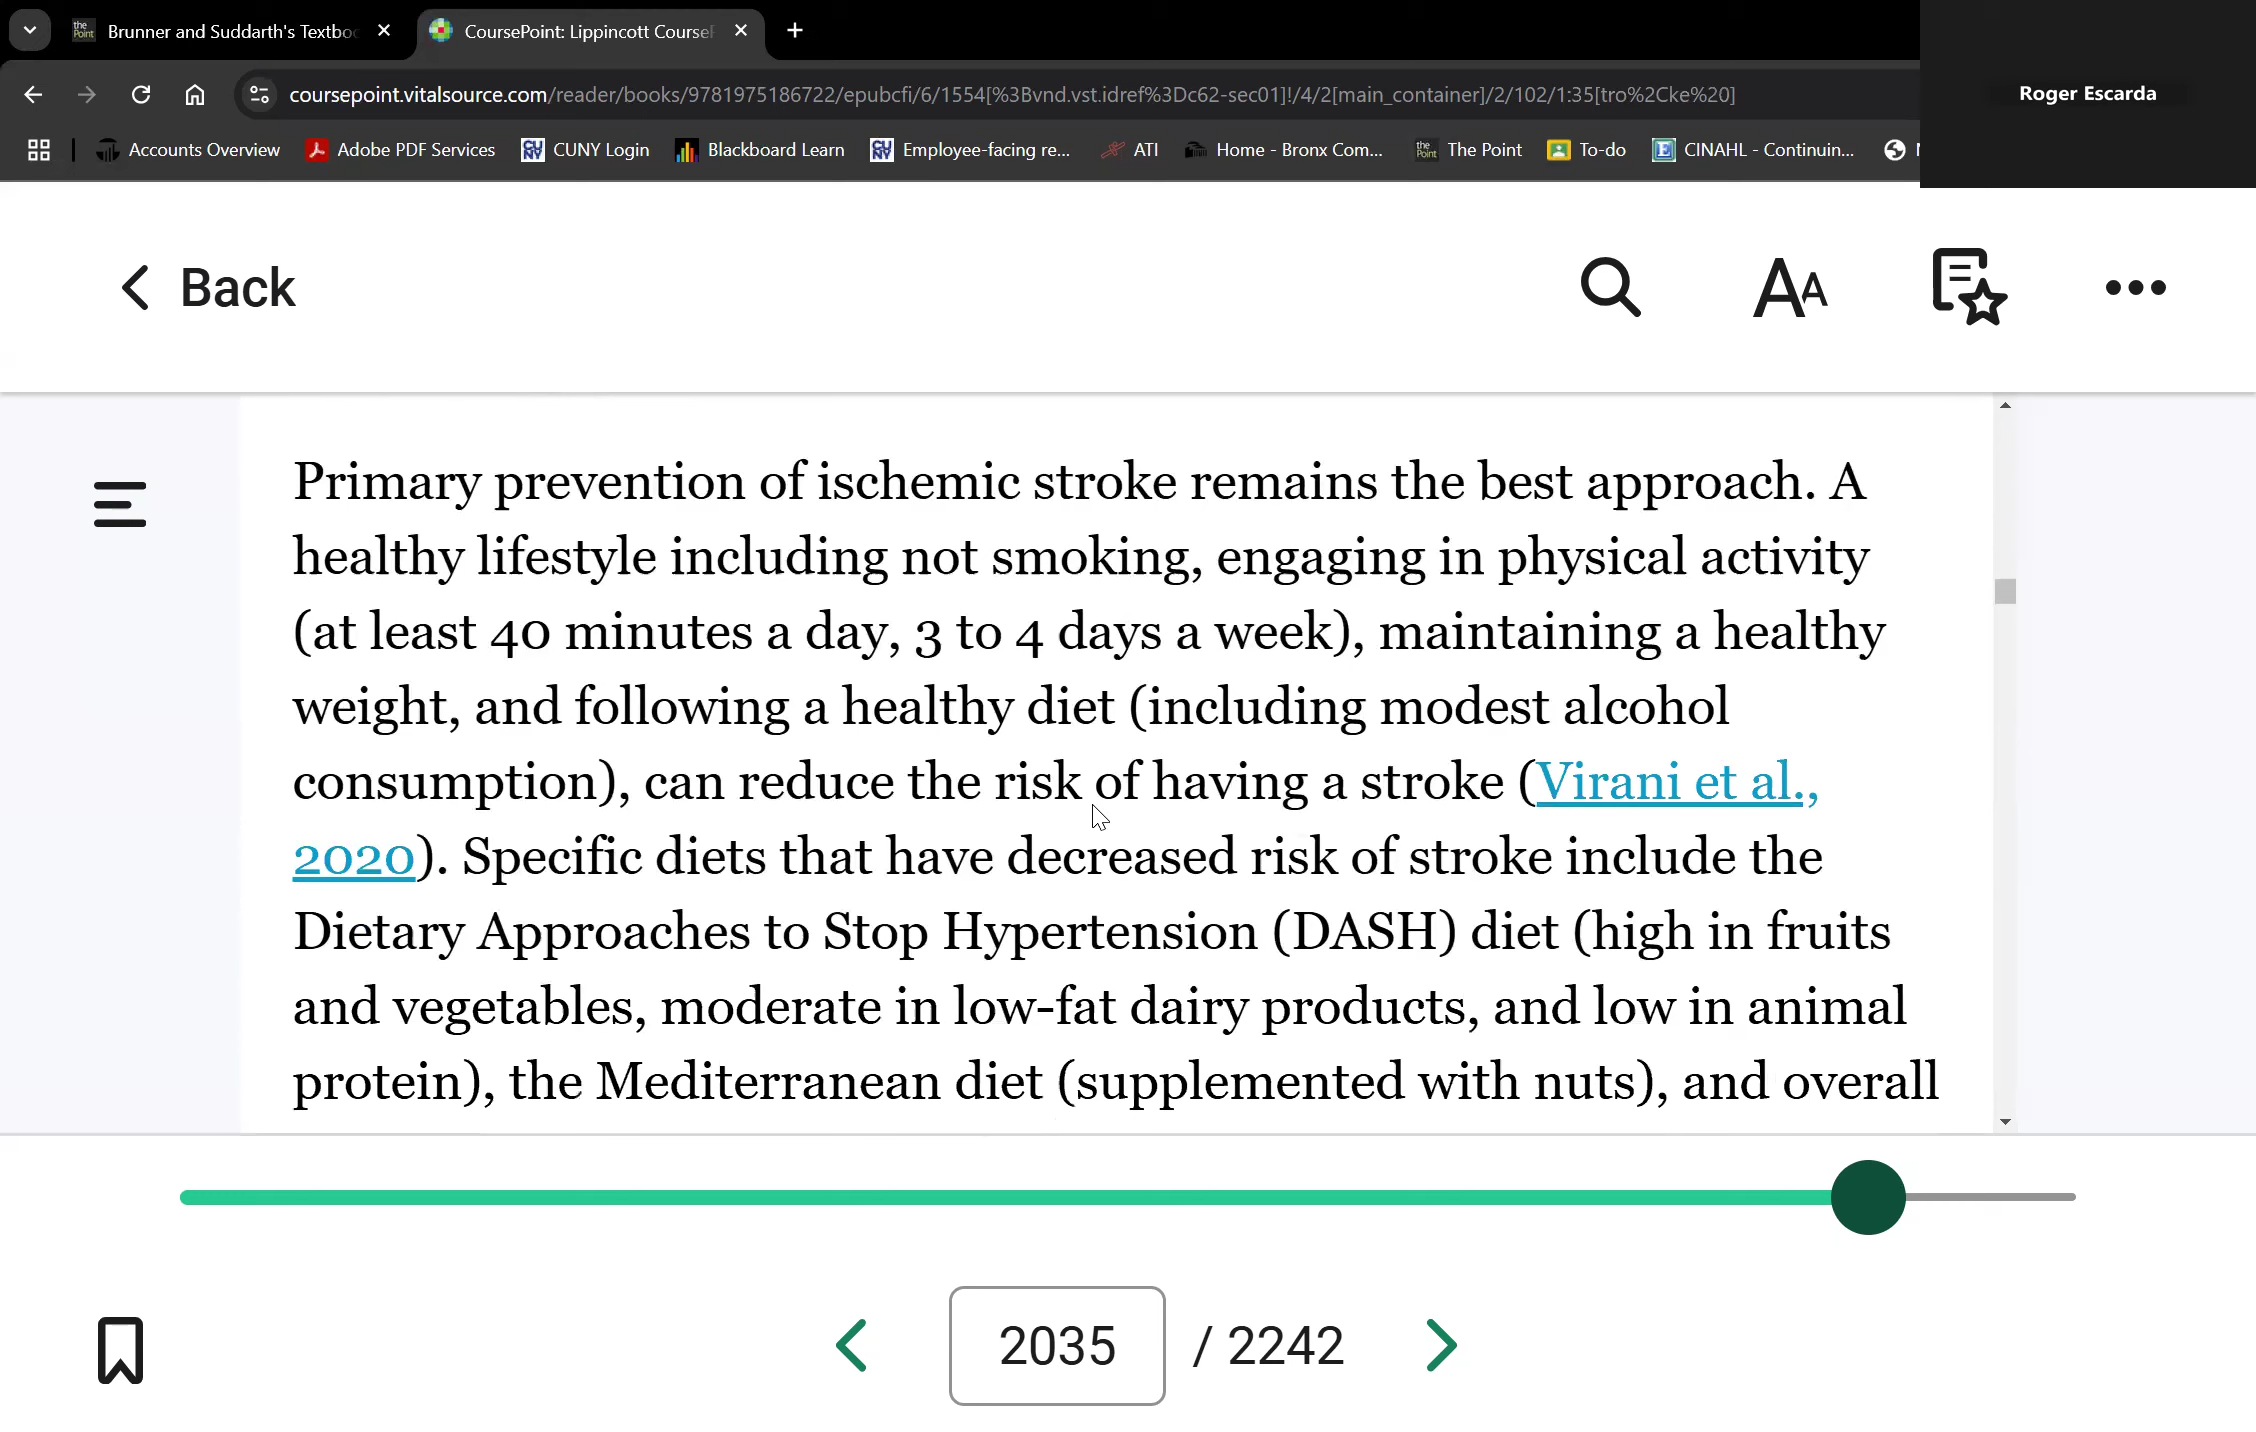 the Point Brunner and Suddarth's Textbo
CoursePoint: Lippincott Course
coursepoint.vitalsource.com/reader/books/9781975186722/epubcfi/6/1554[%3Bvnd.vst.idref%3Dc62-sec01]!/4/2[main_container]/2/102/1:35[tro%2Cke%20]
Roger Escarda
Accounts Overview Adobe PDF Services CUNY Login Blackboard Learn Employee-facing re... ATI Home - Bronx Com... the Point The Point To-do E CINAHL - Continuin...
Back
AA
Primary prevention of ischemic stroke remains the best approach. A
healthy lifestyle including not smoking, engaging in physical activity
(at least 40 minutes a day, 3 to 4 days a week), maintaining a healthy
weight, and following a healthy diet (including modest alcohol
consumption), can reduce the risk of having a stroke (Virani et al.,
2020). Specific diets that have decreased risk of stroke include the
Dietary Approaches to Stop Hypertension (DASH) diet (high in fruits
and vegetables, moderate in low-fat dairy products, and low in animal
protein), the Mediterranean diet (supplemented with nuts), and overall
2035 / 2242